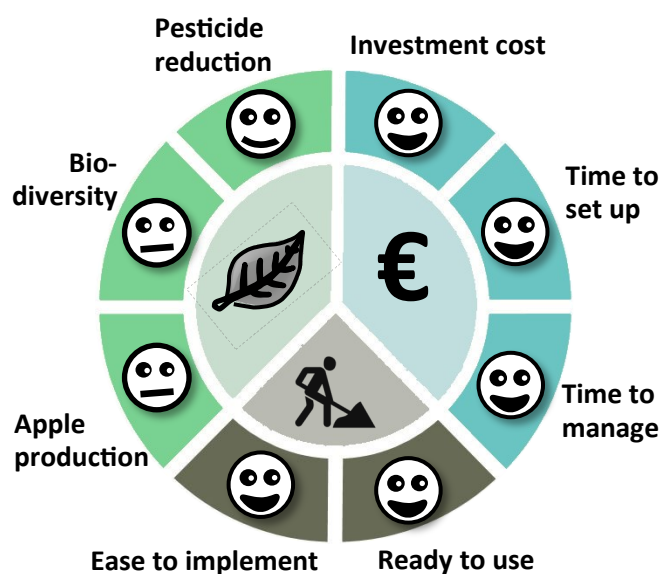 Pesticide
reduction
Investment cost
Bio-
diversity
Time to
set up
€
Apple
production
Time to
manage
Ease to implement
Ready to use